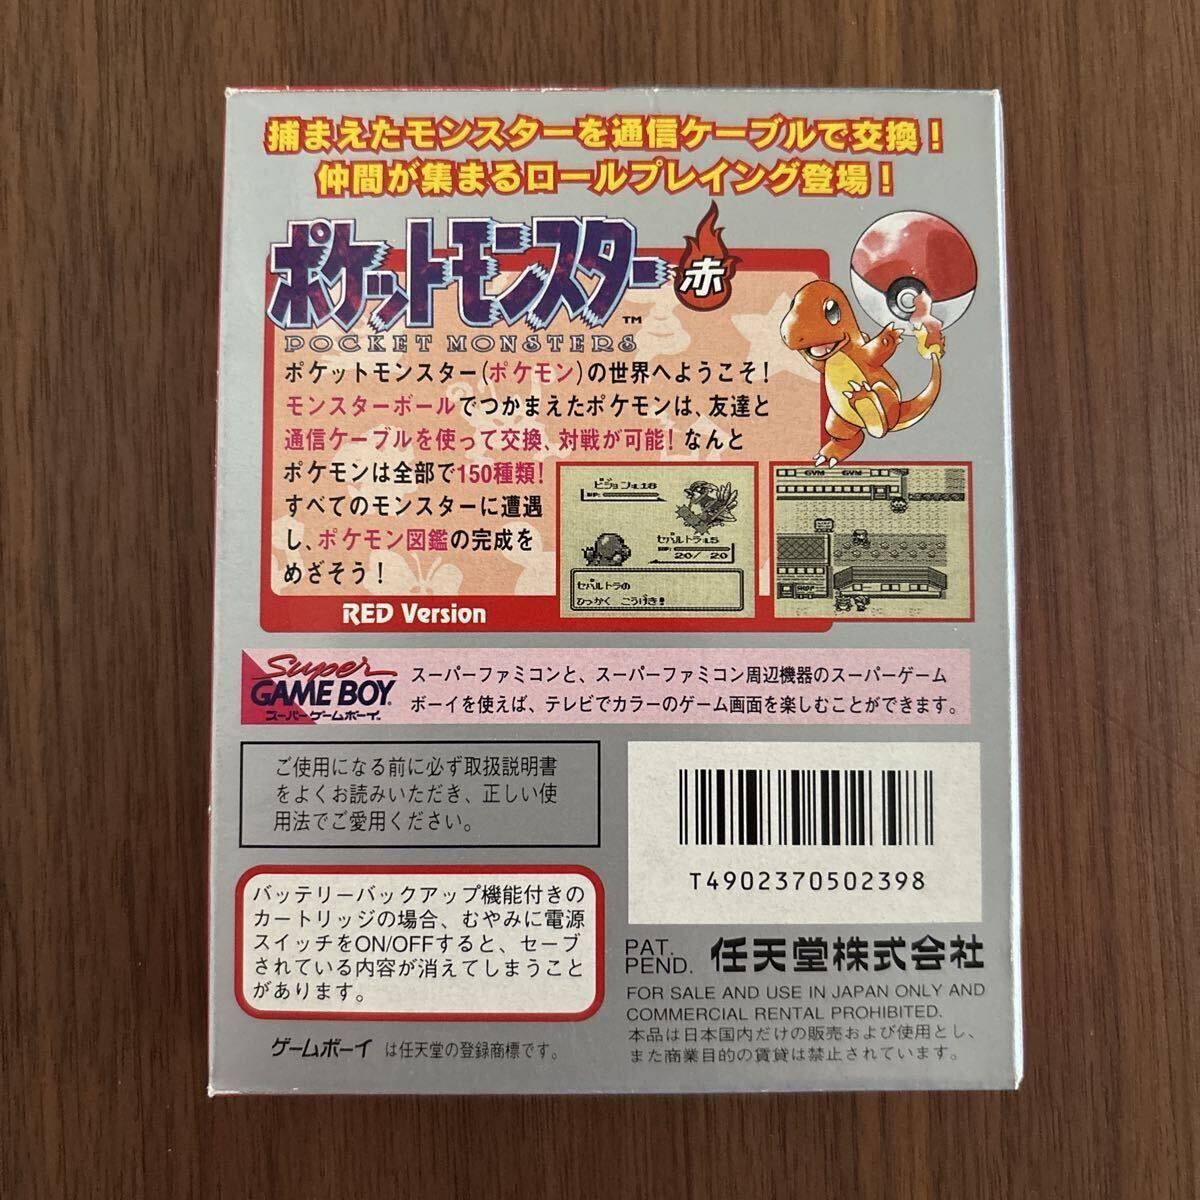 捕まえたモンスターを通信ケーブルで交換！
仲間が集まるロールプレイング登場！
ポケットモンスター 赤
TM
POCKET MONSTERS
ポケットモンスター(ポケモン)の世界へようこそ！
モンスターボールでつかまえたポケモンは、友達と
通信ケーブルを使って交換、対戦が可能！なんと
ポケモンは全部で150種類！
すべてのモンスターに遭遇
し、ポケモン図鑑の完成を
めざそう！
ピジョン :L18
HP:
セパルトラ :L5
HP:
20/ 20
セパルトラの
ひっかく こうげき！
GYM GYM
SHOP
RED Version
Super
GAME BOY
スーパーゲームボーイ
スーパーファミコンと、スーパーファミコン周辺機器のスーパーゲーム
ボーイを使えば、テレビでカラーのゲーム画面を楽しむことができます。
ご使用になる前に必ず取扱説明書
をよくお読みいただき、正しい使
用法でご愛用ください。
バッテリーバックアップ機能付きの
カートリッジの場合、むやみに電源
スイッチをON/OFFすると、セーブ
されている内容が消えてしまうこと
があります。
ゲームボーイ は任天堂の登録商標です。
T4902370502398
PAT.
PEND.
任天堂株式会社
FOR SALE AND USE IN JAPAN ONLY AND
COMMERCIAL RENTAL PROHIBITED.
本品は日本国内だけの販売および使用とし、
また商業目的の賃貸は禁止されています。